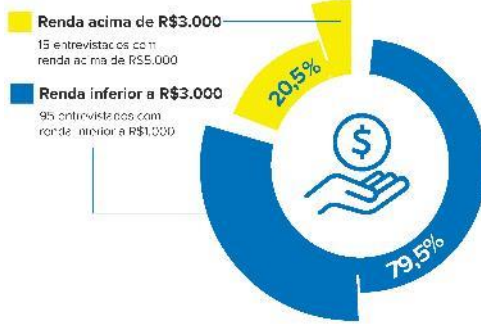 Renda acima de R$3.000
15 entrevistados com
renda acima de R$5.000
Renda inferior a R$3.000
95 entrevistados com
renda inferior a R$1.000
20,5%
$
79,5%